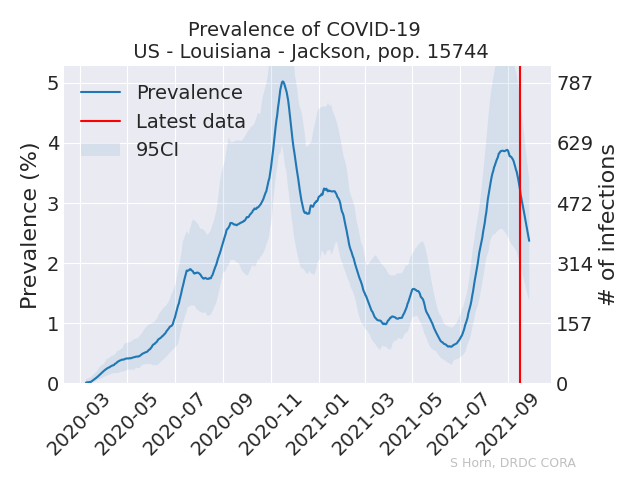 Prevalence of COVID-19
US - Louisiana - Jackson, pop. 15744
Prevalence
Latest data
95CI
Prevalence (%)
5
4
3
2
1
0
787
629
472
314
157
0
# of infections
2020-03
2020-05
2020-07
2020-09
2020-11
2021-01
2021-03
2021-05
2021-07
2021-09
S Horn, DRDC CORA